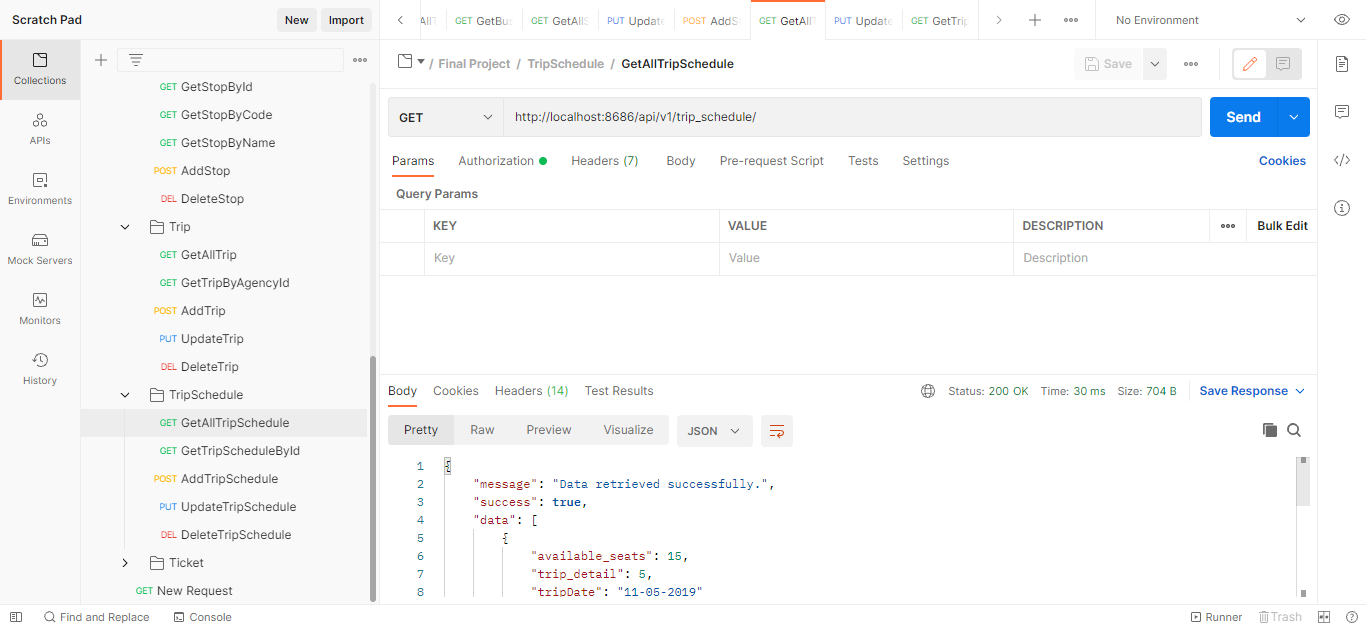 Scratch Pad
New
Import
GET GetBu
GET GetAllS
PUT Update
POST AddS
GET GetAllT
PUT Update
GET GetTrip
No Environment
Collections
APIs
Environments
Mock Servers
Monitors
History
GET GetStopById
GET GetStopByCode
GET GetStopByName
POST AddStop
DEL DeleteStop
Trip
GET GetAllTrip
GET GetTripByAgencyId
POST AddTrip
PUT UpdateTrip
DEL DeleteTrip
TripSchedule
GET GetAllTripSchedule
GET GetTripScheduleById
POST AddTripSchedule
PUT UpdateTripSchedule
DEL DeleteTripSchedule
Ticket
GET New Request
/ Final Project / TripSchedule / GetAllTripSchedule
Save
GET
http://localhost:8686/api/v1/trip_schedule/
Send
Params Authorization Headers (7) Body Pre-request Script Tests Settings Cookies
Query Params
KEY VALUE DESCRIPTION Bulk Edit
Key Value Description
Body Cookies Headers (14) Test Results Status: 200 OK Time: 30 ms Size: 704 B Save Response
Pretty Raw Preview Visualize JSON
1 {
2 "message": "Data retrieved successfully.",
3 "success": true,
4 "data": [
5 {
6 "available_seats": 15,
7 "trip_detail": 5,
8 "tripDate": "11-05-2019"
Find and Replace Console Runner Trash